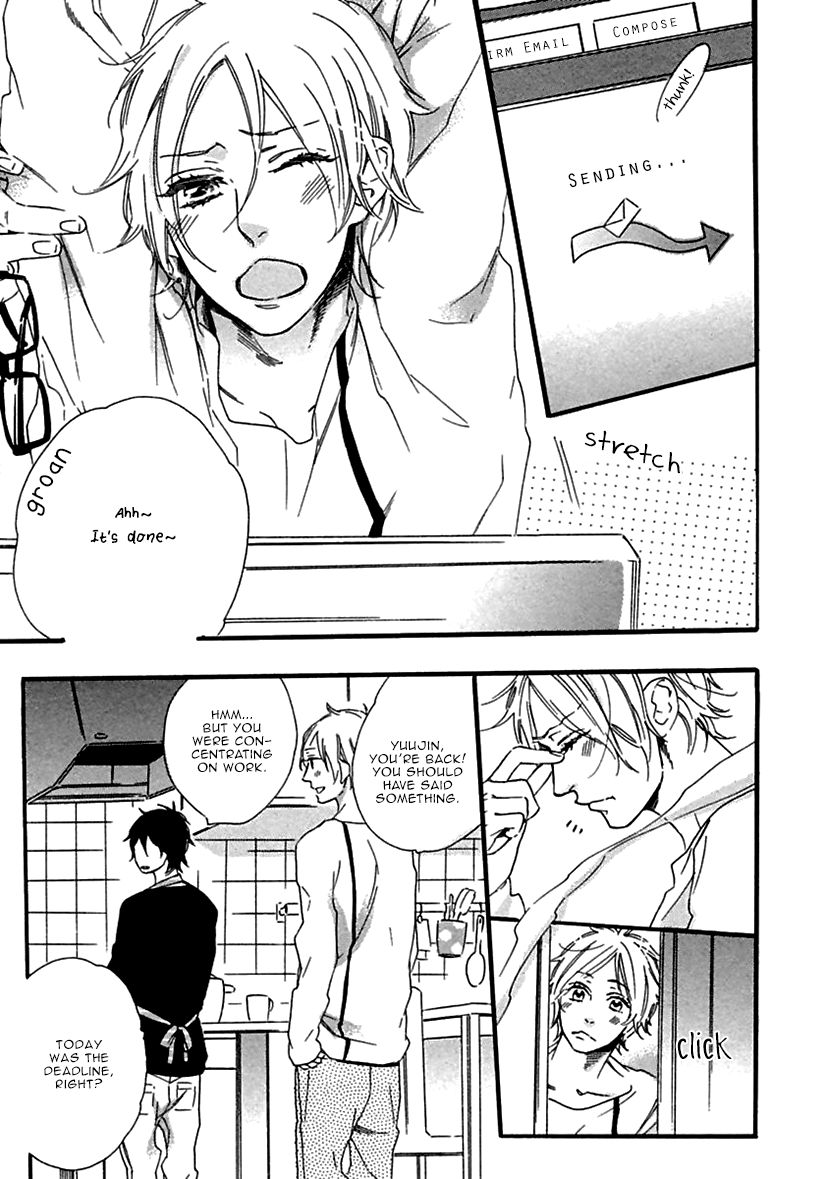 IRM EMAIL
COMPOSE
thunk!
SENDING...
stretch
groan
Ahh~
It's done~
click
YUUJIN,
YOU'RE BACK!
YOU SHOULD
HAVE SAID
SOMETHING.
HMM...
BUT YOU
WERE CON-
CENTRATING
ON WORK.
TODAY
WAS THE
DEADLINE,
RIGHT?